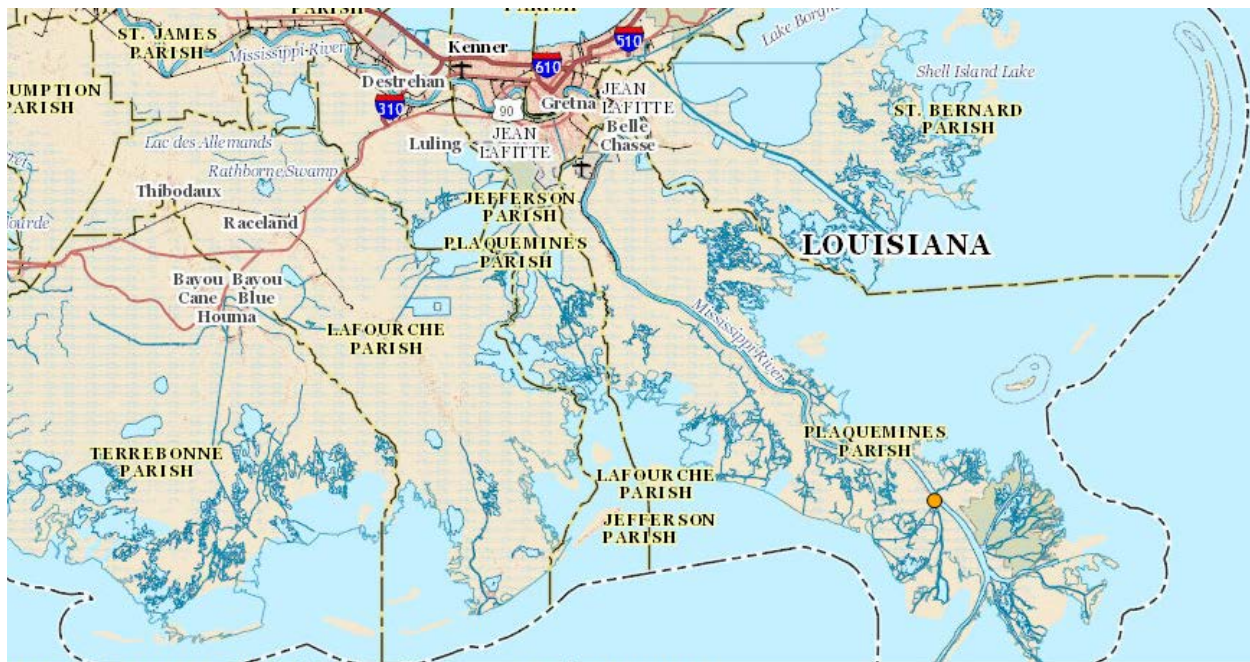 PARISH
PARISH
ST. JAMES
PARISH
Mississippi River
Kenner
510
610
Destrehan
310
90
Gretna
JEAN
LAFITTE
Belle
Chasse
JEAN
LAFITTE
Luling
UMPTION
PARISH
Lac des Allemands
Rathborne Swamp
Thibodaux
Raceland
Shell Island Lake
ST. BERNARD
PARISH
JEFFERSON
PARISH
PLAQUEMINES
PARISH
LOUISIANA
Bayou
Cane
Bayou
Blue
Houma
LAFOURCHE
PARISH
Mississippi River
TERREBONNE
PARISH
PLAQUEMINES
PARISH
LAFOURCHE
PARISH
JEFFERSON
PARISH